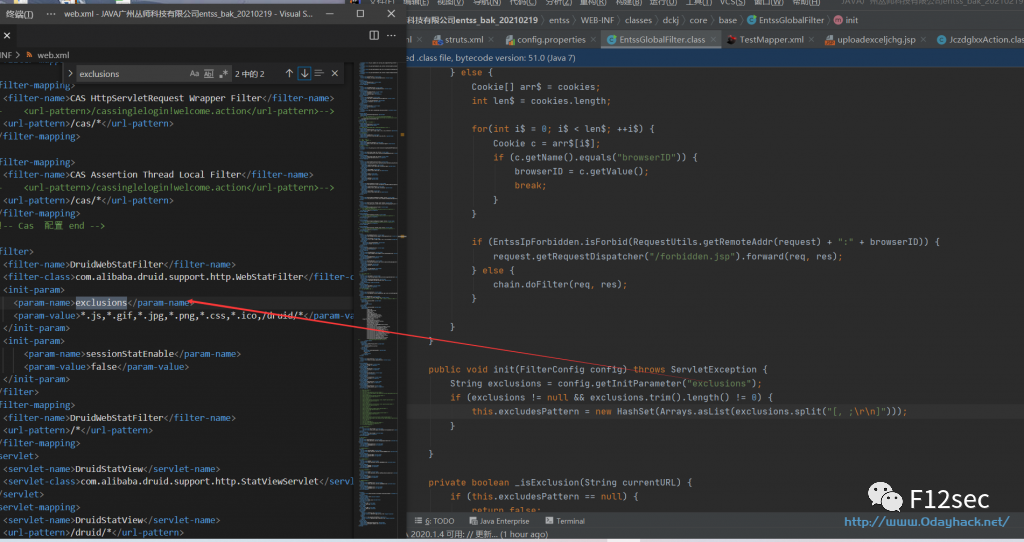 终端(T) ··· web.xml - JAVA广州丛师科技有限公司entss_bak_20210219 - Visual S...
INF > web.xml
exclusions Aa 2 中的 2
filter-mapping>
<filter-name>CAS HttpServletRequest Wrapper Filter</filter-name>
<url-pattern>/cassinglelogin!welcome.action</url-pattern>-->
<url-pattern>/cas/*</url-pattern>
/filter-mapping>
filter-mapping>
<filter-name>CAS Assertion Thread Local Filter</filter-name>
<url-pattern>/cassinglelogin!welcome.action</url-pattern>-->
<url-pattern>/cas/*</url-pattern>
/filter-mapping>
!-- Cas 配置 end -->
filter>
<filter-name>DruidWebStatFilter</filter-name>
<filter-class>com.alibaba.druid.support.http.WebStatFilter</filter-c
<init-param>
<param-name>exclusions</param-name>
<param-value>*.js,*.gif,*.jpg,*.png,*.css,*.ico,/druid/*</param-va
</init-param>
<init-param>
<param-name>sessionStatEnable</param-name>
<param-value>false</param-value>
</init-param>
/filter>
filter-mapping>
<filter-name>DruidWebStatFilter</filter-name>
<url-pattern>/*</url-pattern>
/filter-mapping>
servlet>
<servlet-name>DruidStatView</servlet-name>
<servlet-class>com.alibaba.druid.support.http.StatViewServlet</servl
/servlet>
servlet-mapping>
<servlet-name>DruidStatView</servlet-name>
<url-pattern>/druid/*</url-pattern>
科技有限公司entss_bak_20210219 > entss > WEB-INF > classes > dckj > core > base > EntssGlobalFilter > init
ml × struts.xml × config.properties × EntssGlobalFilter.class × TestMapper.xml × uploadexceljchg.jsp × JczdglxxAction.clas
ed .class file, bytecode version: 51.0 (Java 7)
} else {
Cookie[] arr$ = cookies;
int len$ = cookies.length;
for(int i$ = 0; i$ < len$; ++i$) {
Cookie c = arr$[i$];
if (c.getName().equals("browserID")) {
browserID = c.getValue();
break;
}
}
if (EntssIpForbidden.isForbid(RequestUtils.getRemoteAddr(request) + ":" + browserID)) {
request.getRequestDispatcher("/forbidden.jsp").forward(req, res);
} else {
chain.doFilter(req, res);
}
}
}
public void init(FilterConfig config) throws ServletException {
String exclusions = config.getInitParameter("exclusions");
if (exclusions != null && exclusions.trim().length() != 0) {
this.excludesPattern = new HashSet(Arrays.asList(exclusions.split("[, ;\r\n]")));
}
}
private boolean _isExclusion(String currentURL) {
if (this.excludesPattern == null) {
return false;
6: TODO Java Enterprise Terminal
2020.1.4 可用: // 更新... (1 hour ago)
F12sec
http://www.0dayhack.net/